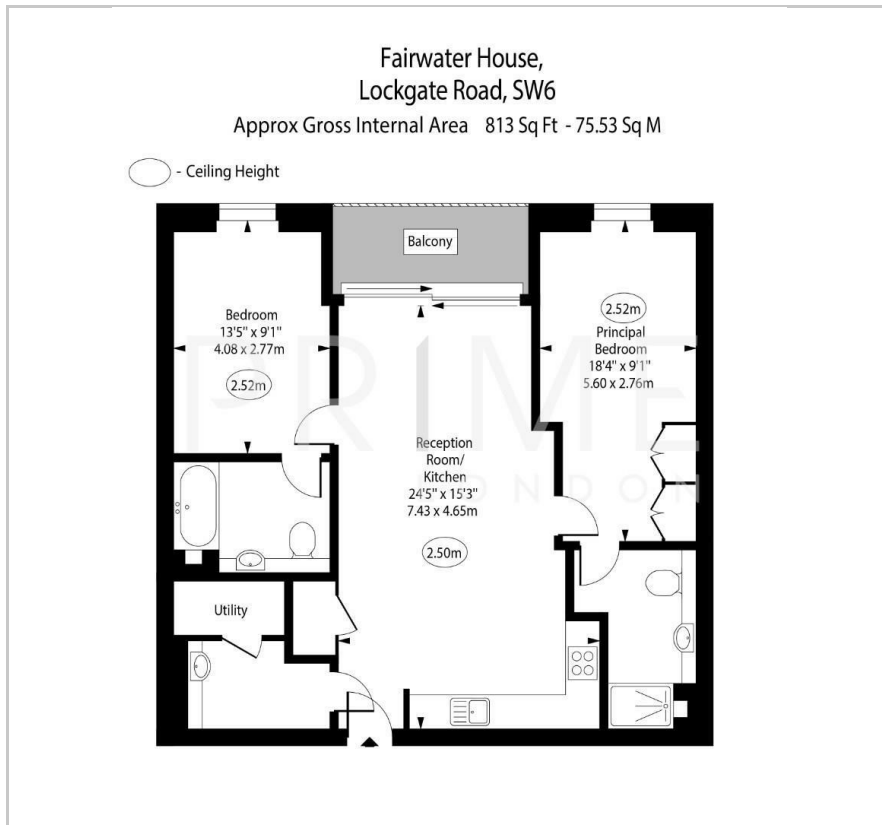 Fairwater House,
Lockgate Road, SW6
Approx Gross Internal Area 813 Sq Ft - 75.53 Sq M
- Ceiling Height
Balcony
Bedroom
13'5" x 9'1"
4.08 x 2.77m
2.52m
2.52m
Principal
Bedroom
18'4" x 9'1"
5.60 x 2.76m
PRIME
LONDON
Reception
Room/
Kitchen
24'5" x 15'3"
7.43 x 4.65m
2.50m
Utility